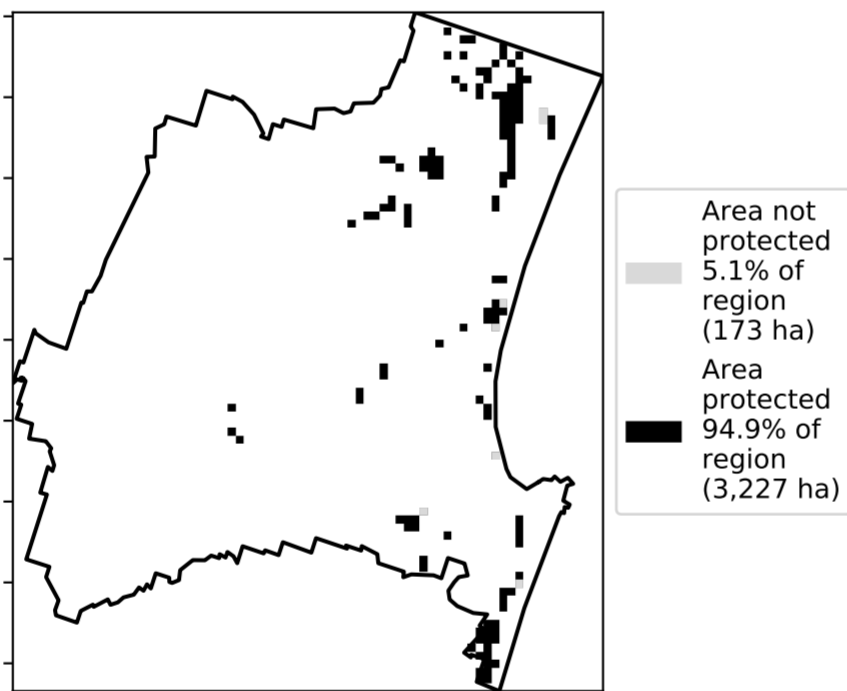 Area not
protected
5.1% of
region
(173 ha)
Area
protected
94.9% of
region
(3,227 ha)